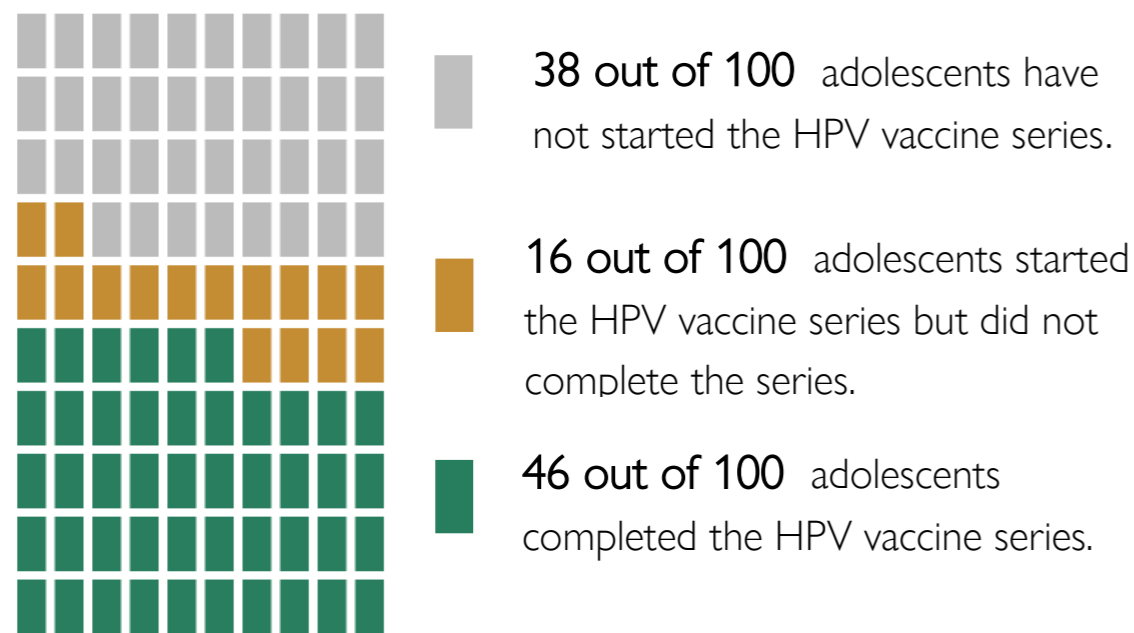 38 out of 100 adolescents have
not started the HPV vaccine series.
16 out of 100 adolescents started
the HPV vaccine series but did not
complete the series.
46 out of 100 adolescents
completed the HPV vaccine series.